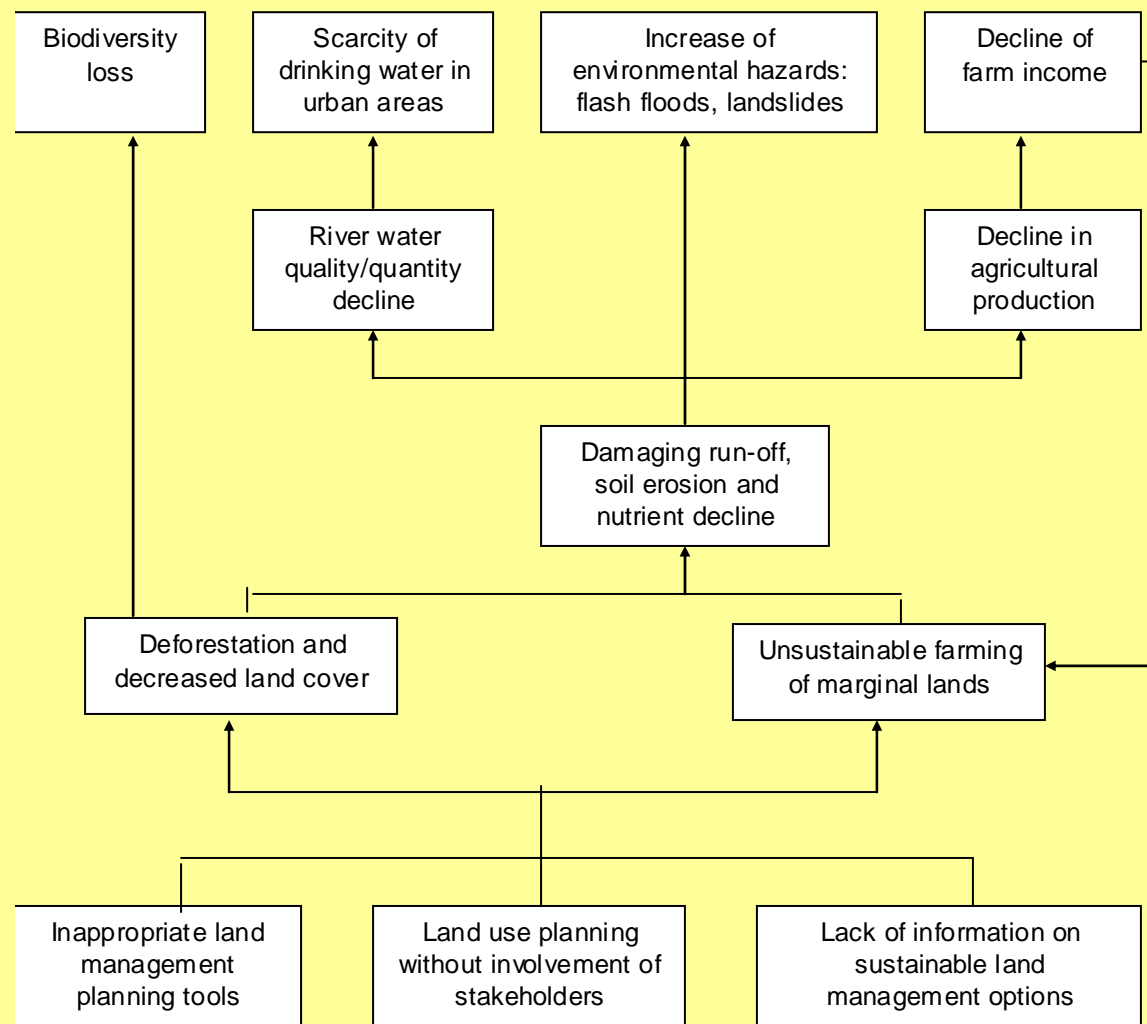 Biodiversity
loss
Scarcity of
drinking water in
urban areas
Increase of
environmental hazards:
flash floods, landslides
Decline of
farm income
River water
quality/quantity
decline
Decline in
agricultural
production
Damaging run-off,
soil erosion and
nutrient decline
Deforestation and
decreased land cover
Unsustainable farming
of marginal lands
Inappropriate land
management
planning tools
Land use planning
without involvement of
stakeholders
Lack of information on
sustainable land
management options